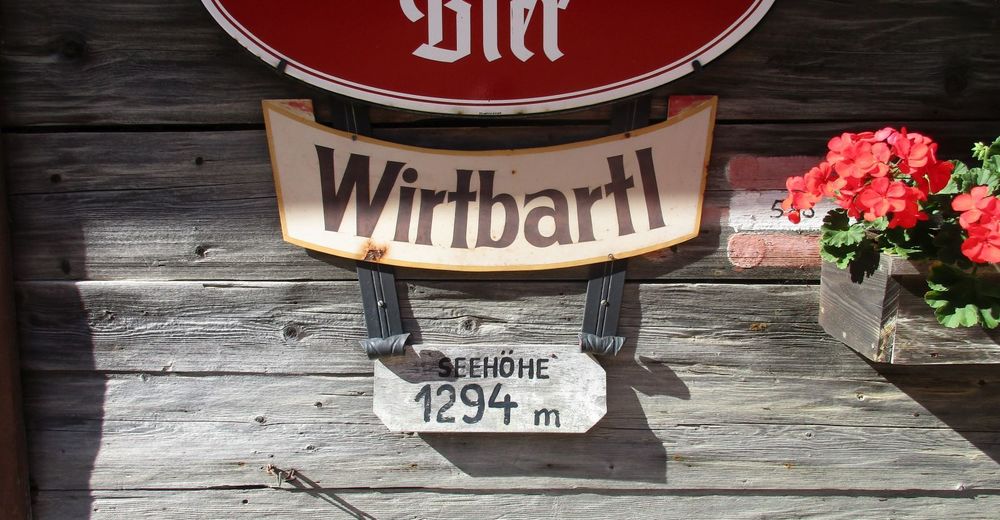 Bier
Wirtbartl
SEEHÖHE
1294 m